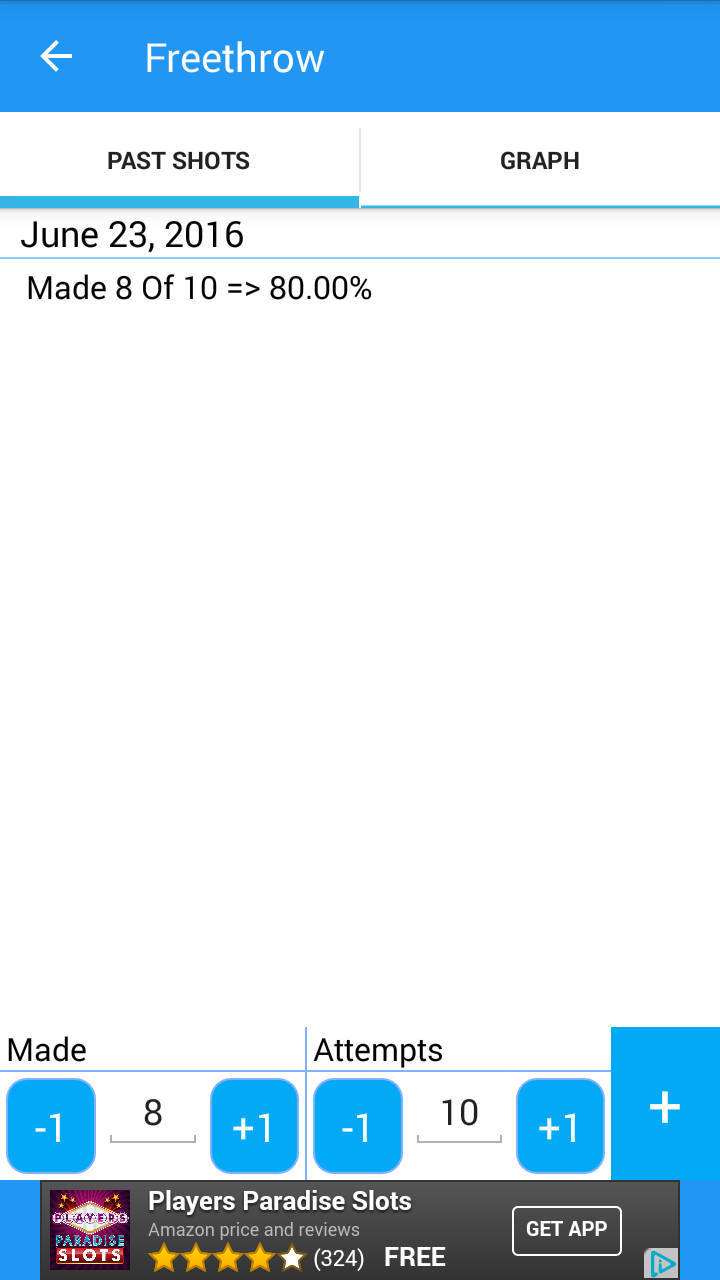 Freethrow
PAST SHOTS
GRAPH
June 23, 2016
Made 8 Of 10 => 80.00%
Made
Attempts
-1
8
+1
-1
10
+1
+
Players Paradise Slots
Amazon price and reviews
(324) FREE
GET APP
PLAYERS
PARADISE
SLOTS